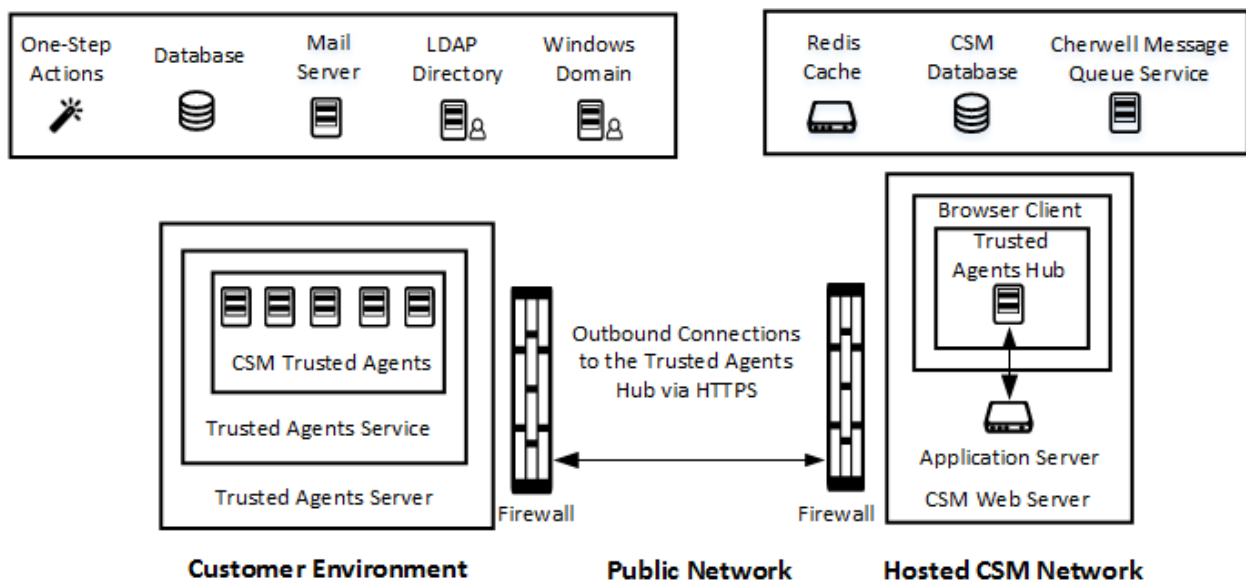 One-Step
Actions
Database
Mail
Server
LDAP
Directory
Windows
Domain
Redis
Cache
CSM
Database
Cherwell Message
Queue Service
CSM Trusted Agents
Trusted Agents Service
Trusted Agents Server
Firewall
Outbound Connections
to the Trusted Agents
Hub via HTTPS
Firewall
Browser Client
Trusted
Agents Hub
Application Server
CSM Web Server
Customer Environment
Public Network
Hosted CSM Network